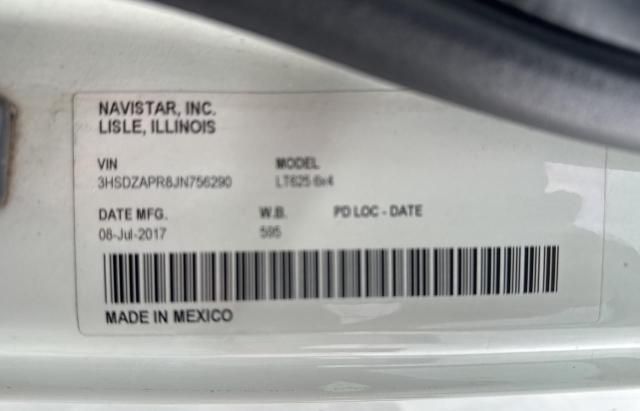 NAVISTAR, INC.
LISLE, ILLINOIS
VIN MODEL
3HSDZAPR8JN756290 LT625 6x4
DATE MFG. W.B. PD LOC - DATE
08-Jul-2017 595
MADE IN MEXICO